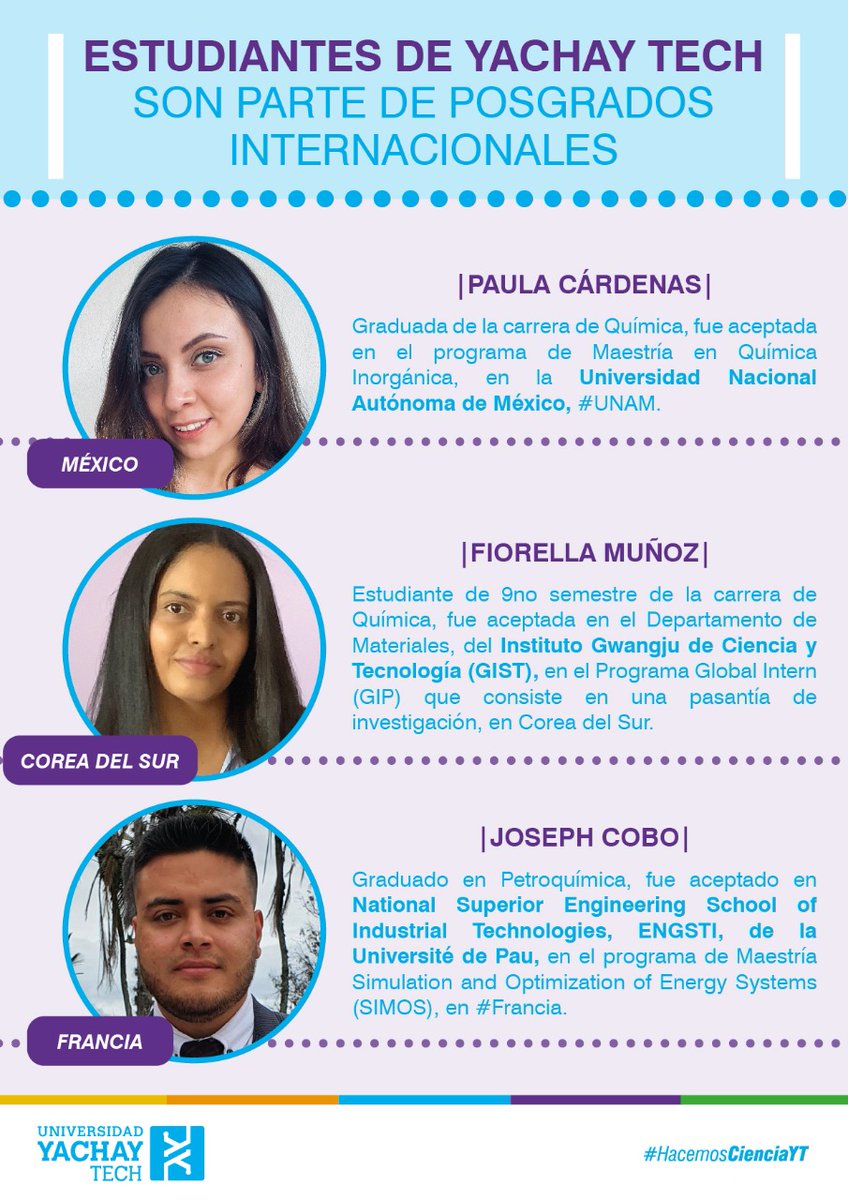 ESTUDIANTES DE YACHAY TECH
SON PARTE DE POSGRADOS
INTERNACIONALES
|PAULA CÁRDENAS|
Graduada de la carrera de Química, fue aceptada
en el programa de Maestría en Química
Inorgánica, en la Universidad Nacional
Autónoma de México, #UNAM.
MÉXICO
|FIORELLA MUÑOZ|
Estudiante de 9no semestre de la carrera de
Química, fue aceptada en el Departamento de
Materiales, del Instituto Gwangju de Ciencia y
Tecnología (GIST), en el Programa Global Intern
(GIP) que consiste en una pasantía de
investigación, en Corea del Sur.
COREA DEL SUR
|JOSEPH COBO|
Graduado en Petroquímica, fue aceptado en
National Superior Engineering School of
Industrial Technologies, ENGSTI, de la
Université de Pau, en el programa de Maestría
Simulation and Optimization of Energy Systems
(SIMOS), en #Francia.
FRANCIA
UNIVERSIDAD
YACHAY
TECH
#HacemosCienciaYT